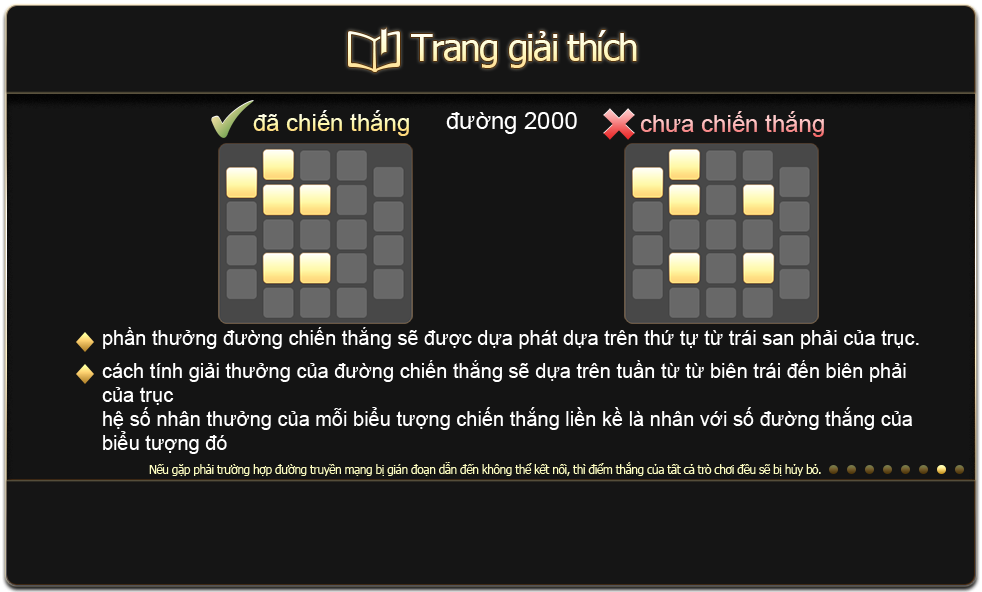 Trang giải thích
đã chiến thắng đường 2000 chưa chiến thắng
phần thưởng đường chiến thắng sẽ được dựa phát dựa trên thứ tự từ trái san phải của trục.
cách tính giải thưởng của đường chiến thắng sẽ dựa trên tuần từ từ biên trái đến biên phải
của trục
hệ số nhân thưởng của mỗi biểu tượng chiến thắng liền kề là nhân với số đường thắng của
biểu tượng đó
Nếu gặp phải trường hợp đường truyền mạng bị gián đoạn dẫn đến không thể kết nối, thì điểm thắng của tất cả trò chơi đều sẽ bị hủy bỏ.